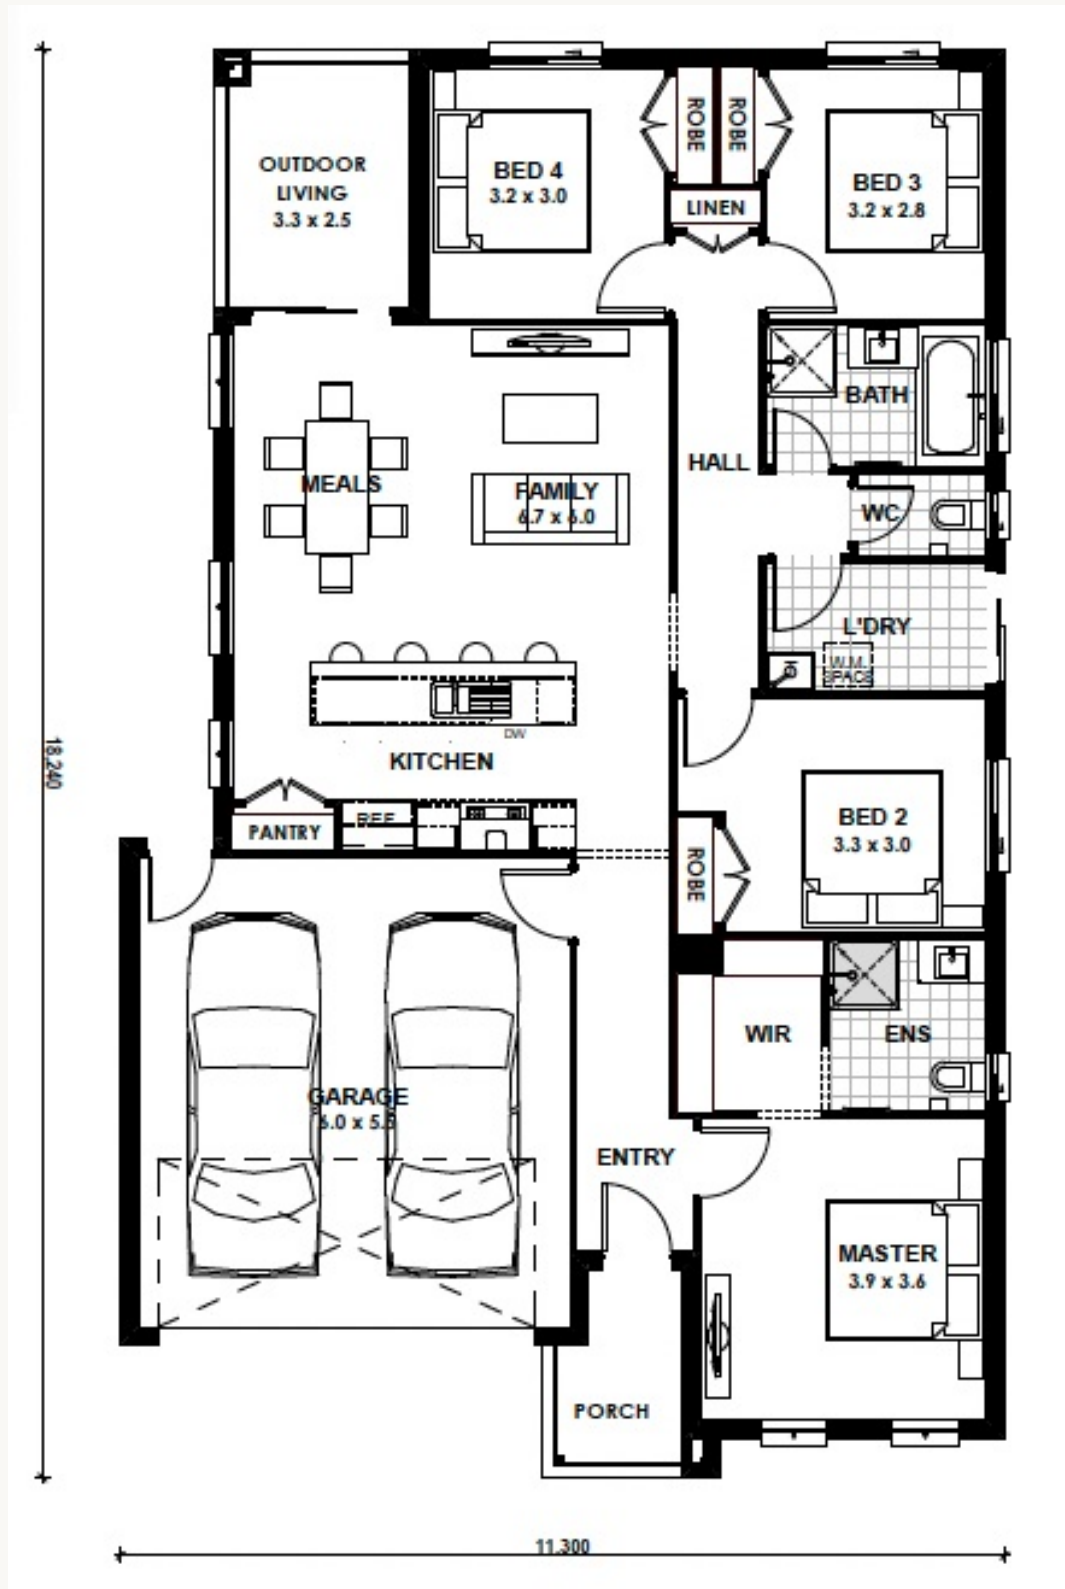 OUTDOOR
LIVING
3.3 x 2.5
BED 4
3.2 x 3.0
ROBE
ROBE
LINEN
BED 3
3.2 x 2.8
BATH
HALL
MEALS
FAMILY
6.7 x 6.0
WC
L'DRY
W.M.
SPACE
DW
KITCHEN
PANTRY
REF
18.240
BED 2
3.3 x 3.0
ROBE
WIR
ENS
GARAGE
6.0 x 5.5
ENTRY
MASTER
3.9 x 3.6
PORCH
11.300